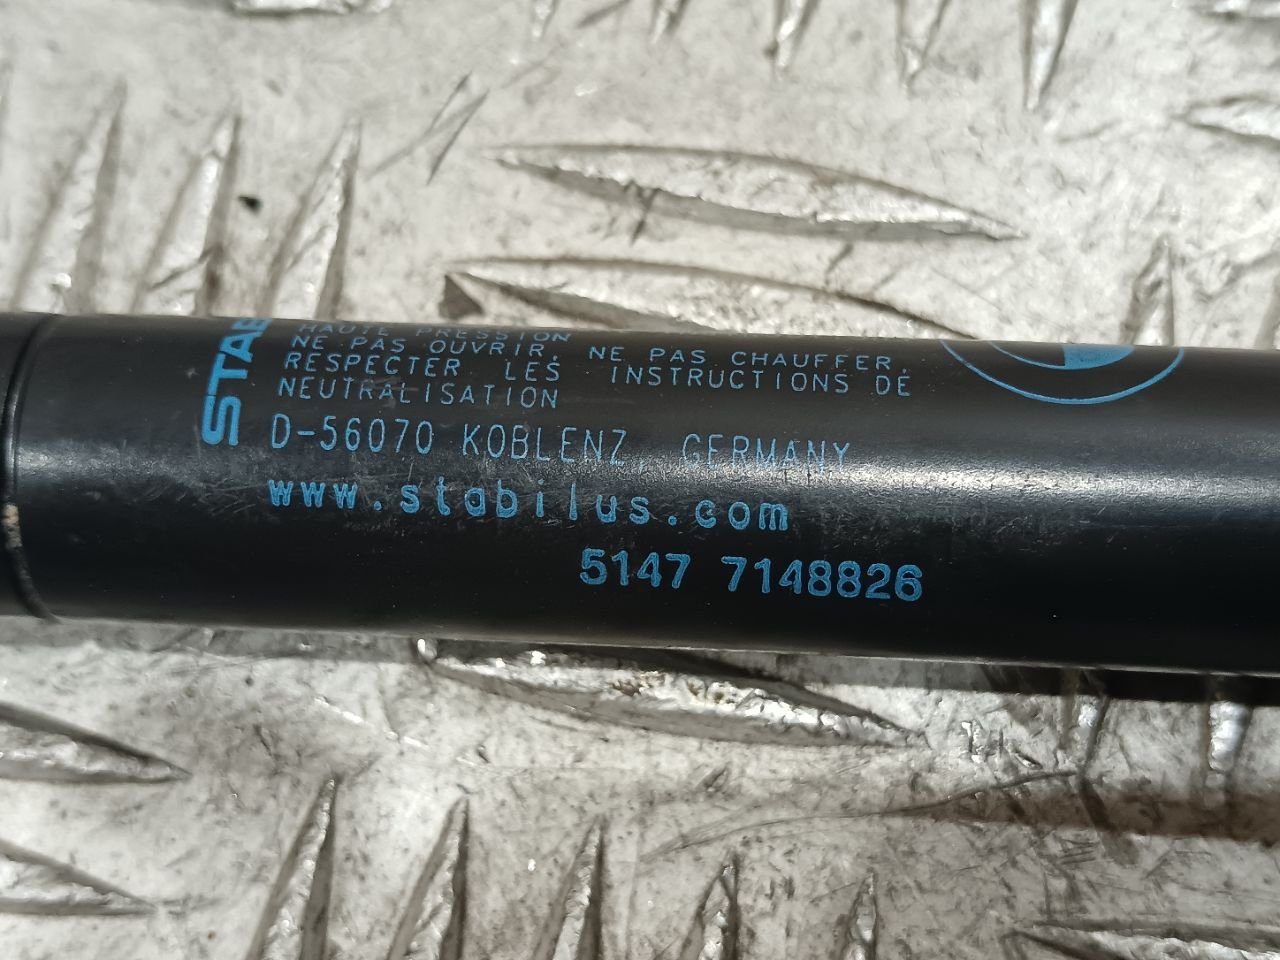 STAB
HAUTE PRESSION
NE PAS OUVRIR, NE PAS CHAUFFER,
RESPECTER LES INSTRUCTIONS DE
NEUTRALISATION
D-56070 KOBLENZ, GERMANY
www.stabilus.com
5147 7148826